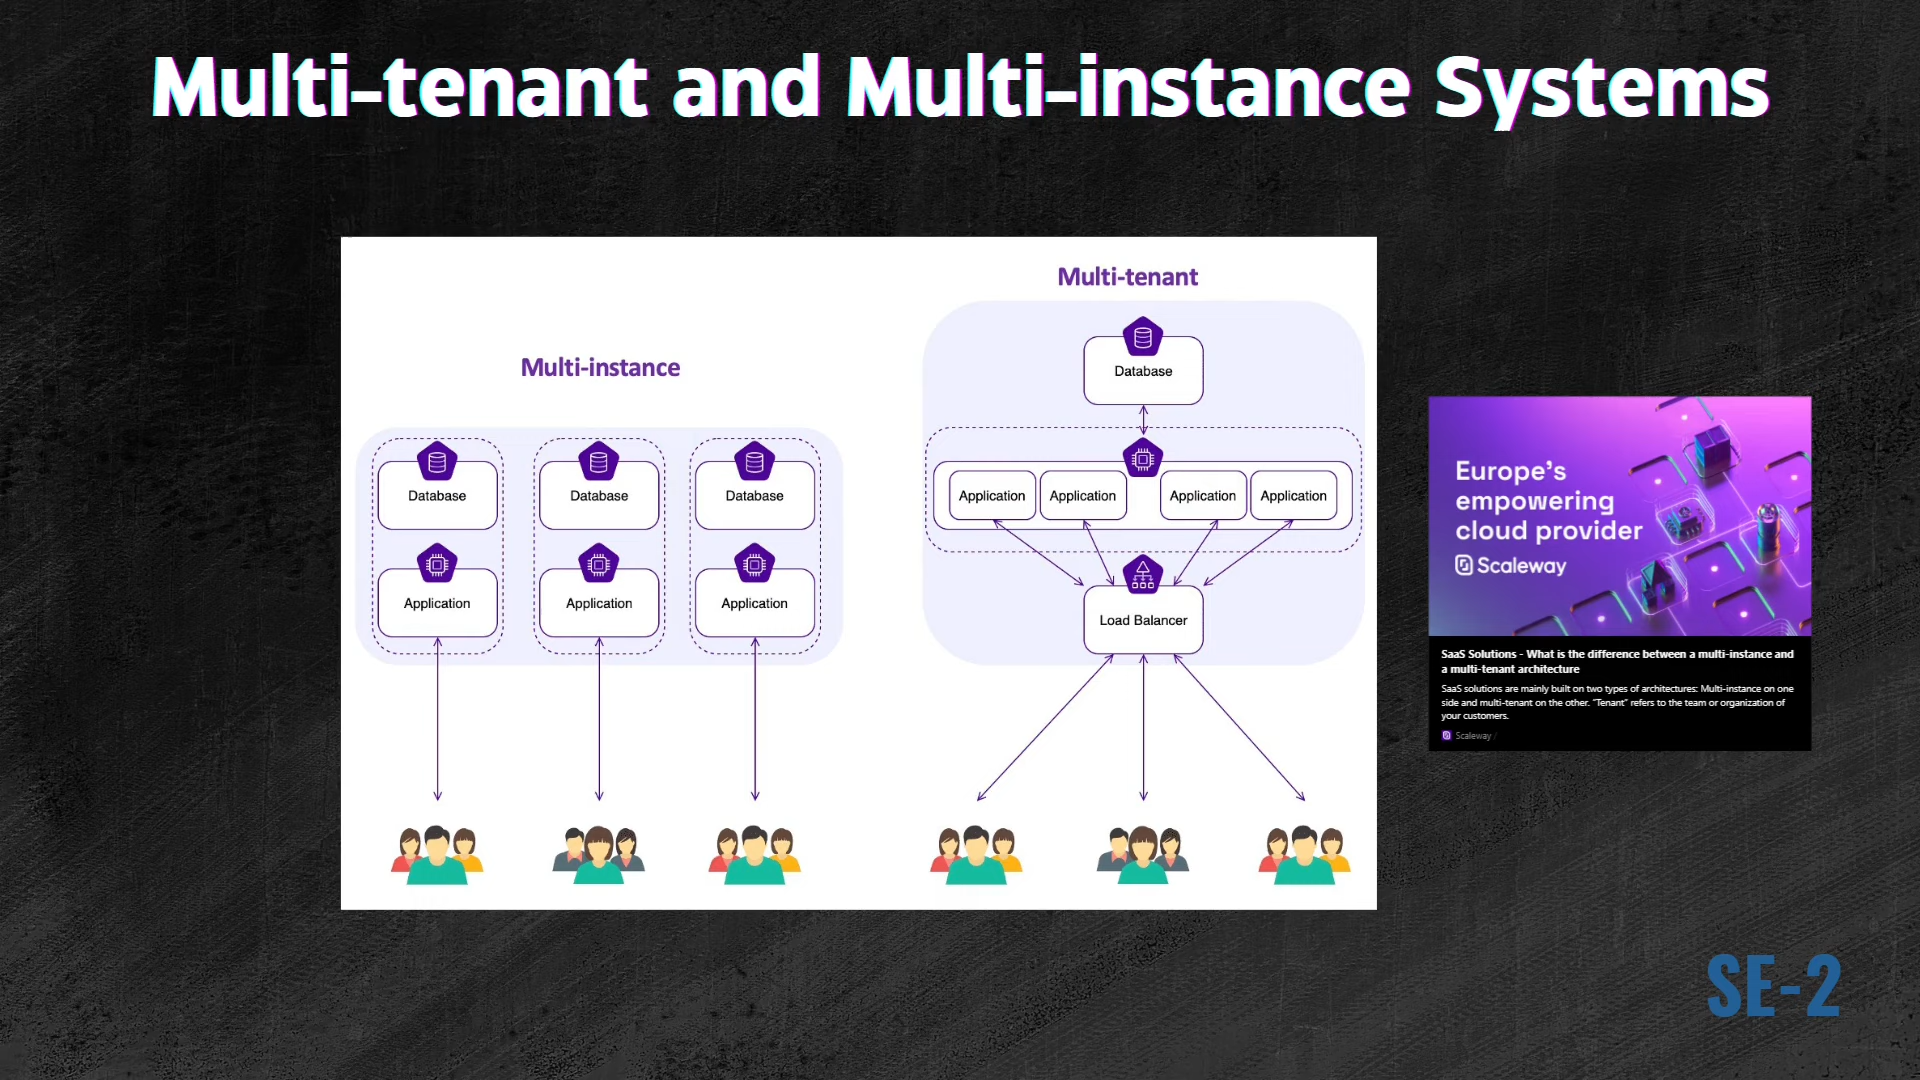 Multi-tenant and Multi-instance Systems
Multi-instance
Database
Database
Database
Application
Application
Application
Multi-tenant
Database
Application
Application
Application
Application
Load Balancer
Europe's
empowering
cloud provider
Scaleway
SaaS Solutions - What is the difference between a multi-instance and
a multi-tenant architecture
SaaS solutions are mainly built on two types of architectures: Multi-instance on one
side and multi-tenant on the other. "Tenant" refers to the team or organization of
your customers.
Scaleway /
SE-2